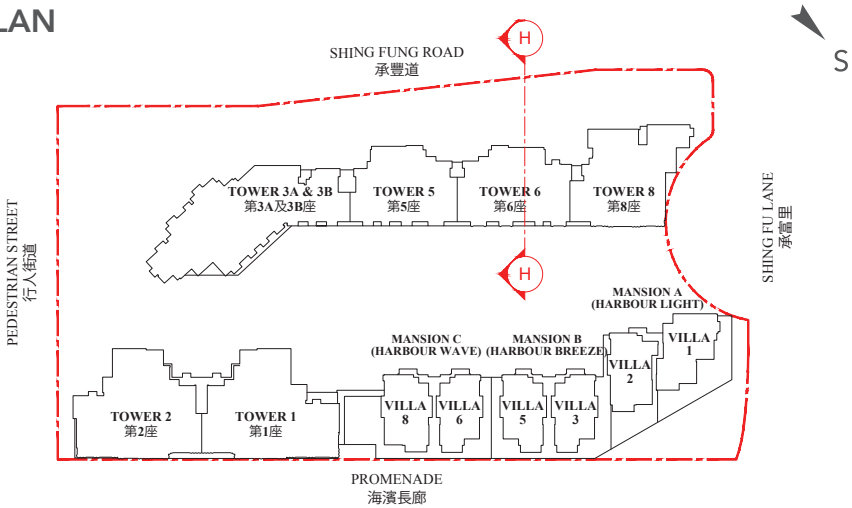 LAN
S
H
SHING FUNG ROAD
承豐道
TOWER 3A & 3B
第3A及3B座
TOWER 5
第5座
TOWER 6
第6座
TOWER 8
第8座
PEDESTRIAN STREET
行人街道
SHING FU LANE
承富里
H
MANSION A
(HARBOUR LIGHT)
MANSION C
(HARBOUR WAVE)
MANSION B
(HARBOUR BREEZE)
VILLA
1
VILLA
2
TOWER 2
第2座
TOWER 1
第1座
VILLA
8
VILLA
6
VILLA
5
VILLA
3
PROMENADE
海濱長廊